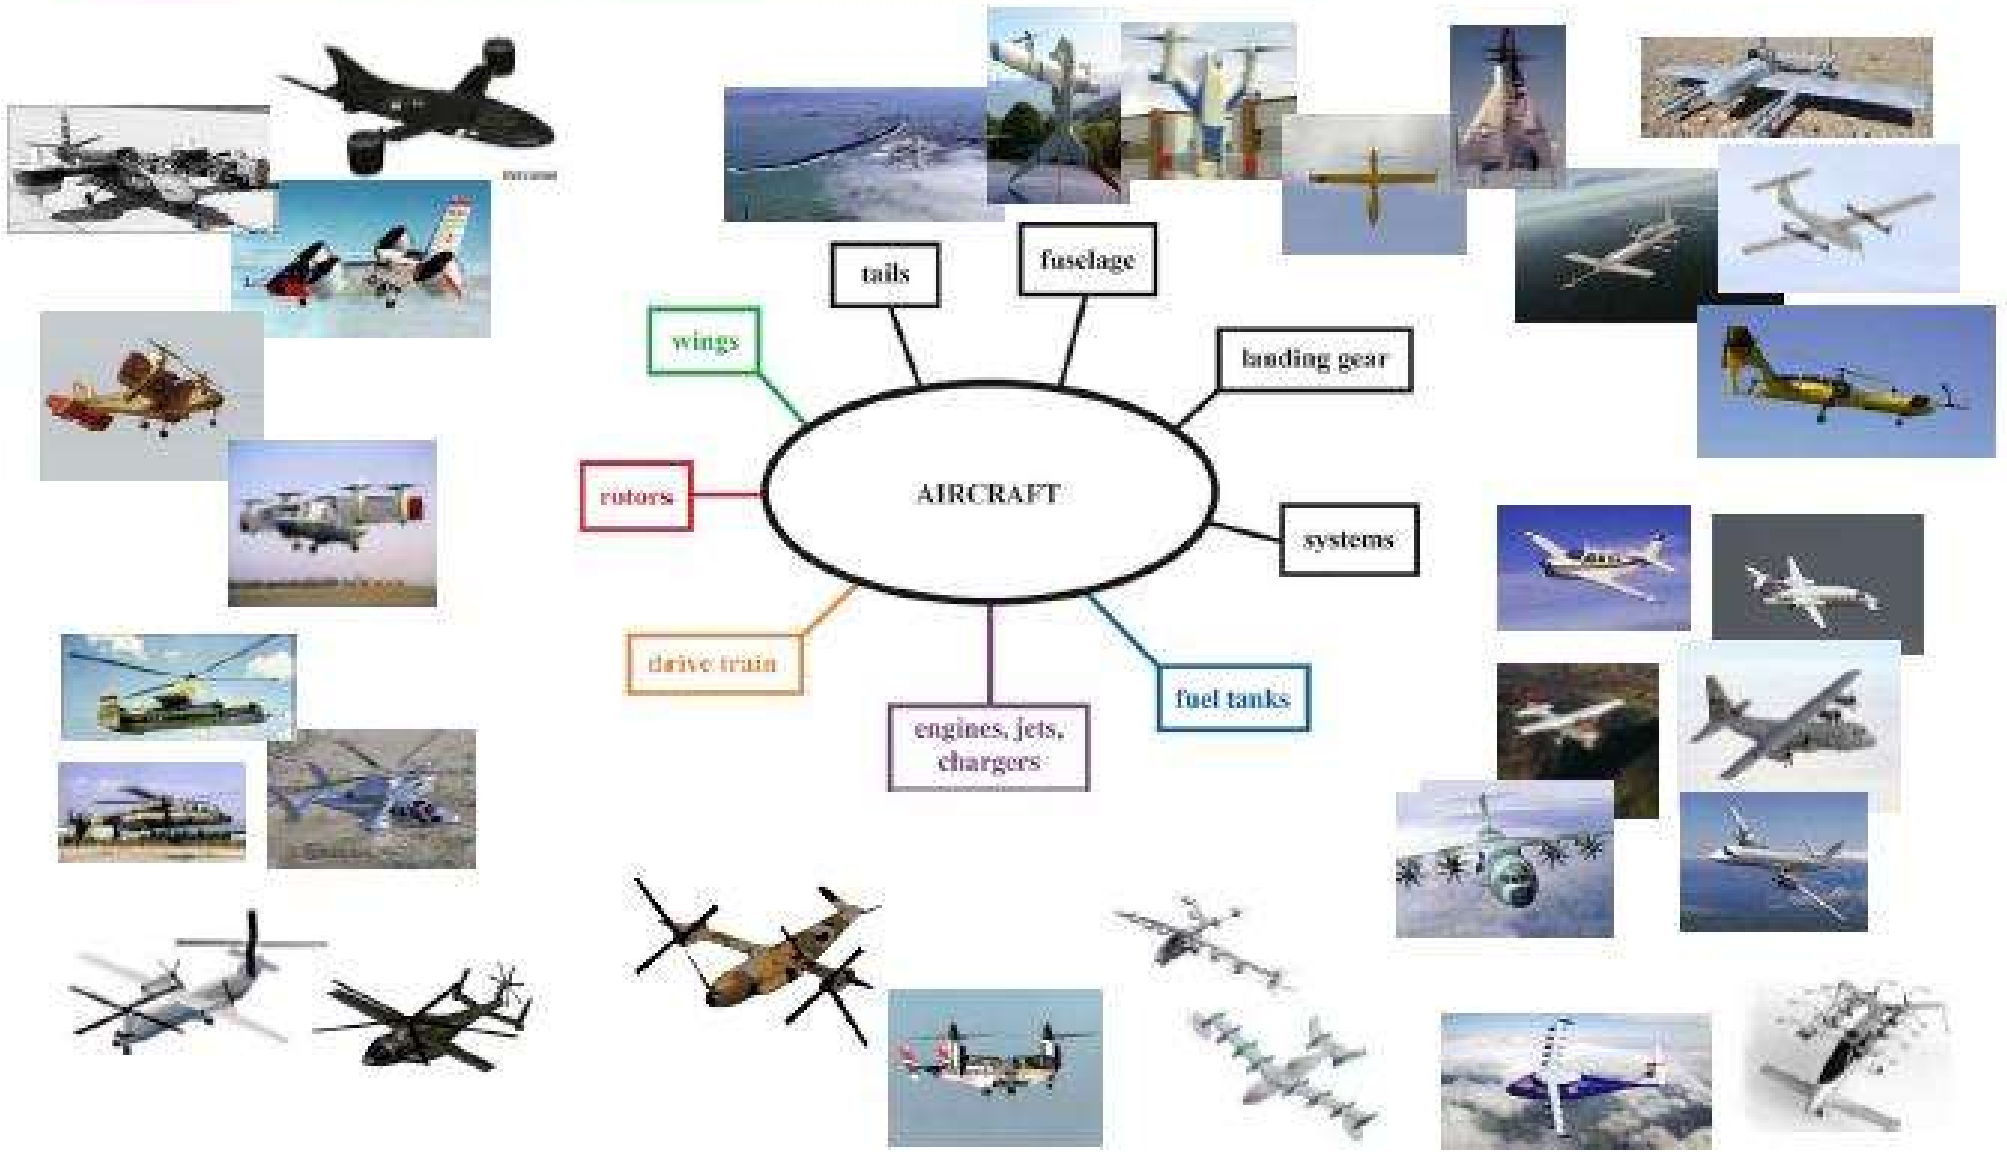 tails
fuselage
wings
landing gear
rotors
AIRCRAFT
systems
drive train
fuel tanks
engines, jets,
chargers